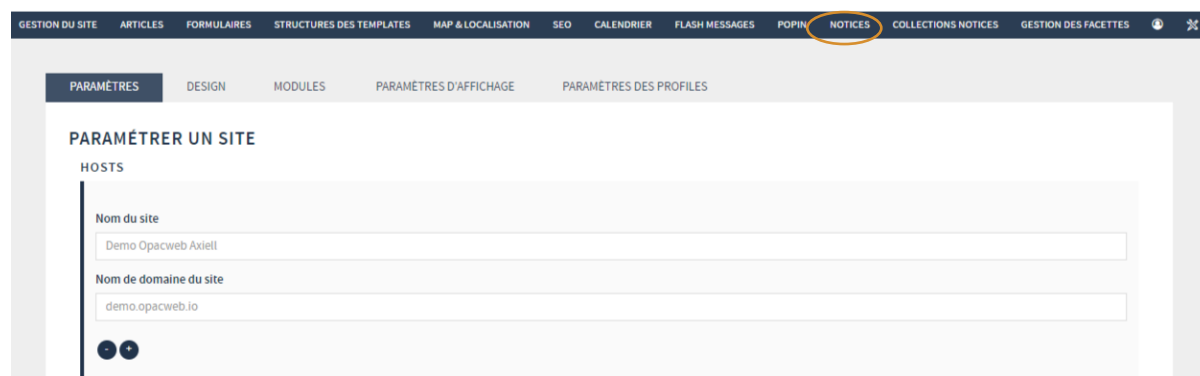 GESTION DU SITE ARTICLES FORMULAIRES STRUCTURES DES TEMPLATES MAP & LOCALISATION SEO CALENDRIER FLASH MESSAGES POPIN NOTICES COLLECTIONS NOTICES GESTION DES FACETTES
PARAMÈTRES DESIGN MODULES PARAMÈTRES D'AFFICHAGE PARAMÈTRES DES PROFILES
PARAMÉTRER UN SITE
HOSTS
Nom du site
Demo Opacweb Axiell
Nom de domaine du site
demo.opacweb.io
- +